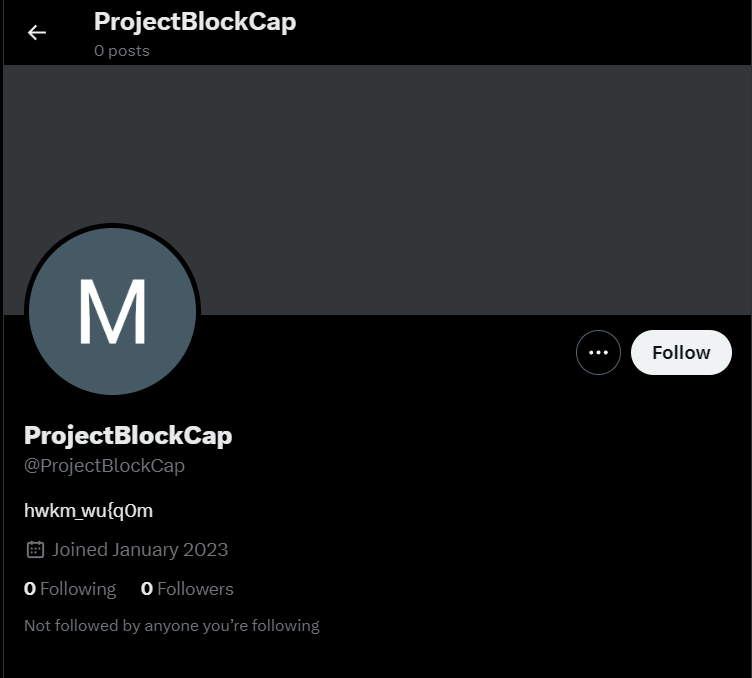 ProjectBlockCap
0 posts
M
Follow
ProjectBlockCap
@ProjectBlockCap
hwkm_wu{qOm
Joined January 2023
0 Following 0 Followers
Not followed by anyone you’re following